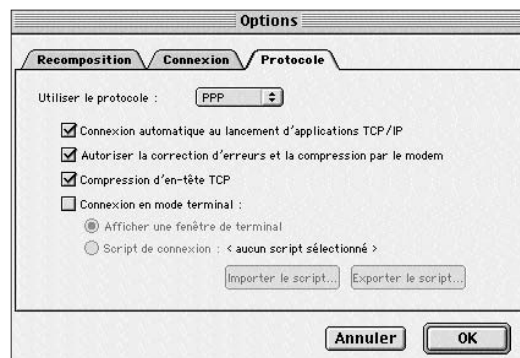 Options
Recomposition Connexion Protocole
Utiliser le protocole : PPP
Connexion automatique au lancement d'applications TCP/IP
Autoriser la correction d'erreurs et la compression par le modem
Compression d'en-tête TCP
Connexion en mode terminal :
Afficher une fenêtre de terminal
Script de connexion : < aucun script sélectionné >
Importer le script... Exporter le script...
Annuler OK